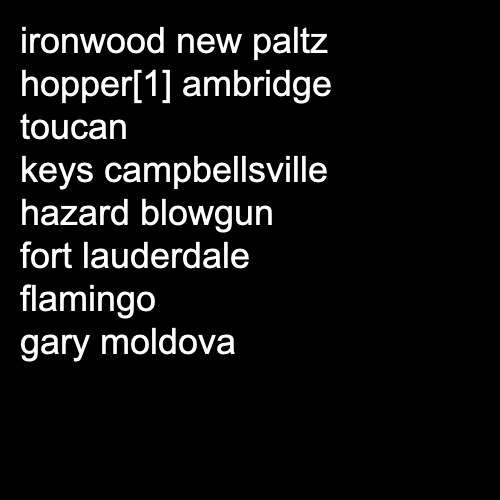 ironwood new paltz
hopper[1] ambridge
toucan
keys campbellsville
hazard blowgun
fort lauderdale
flamingo
gary moldova